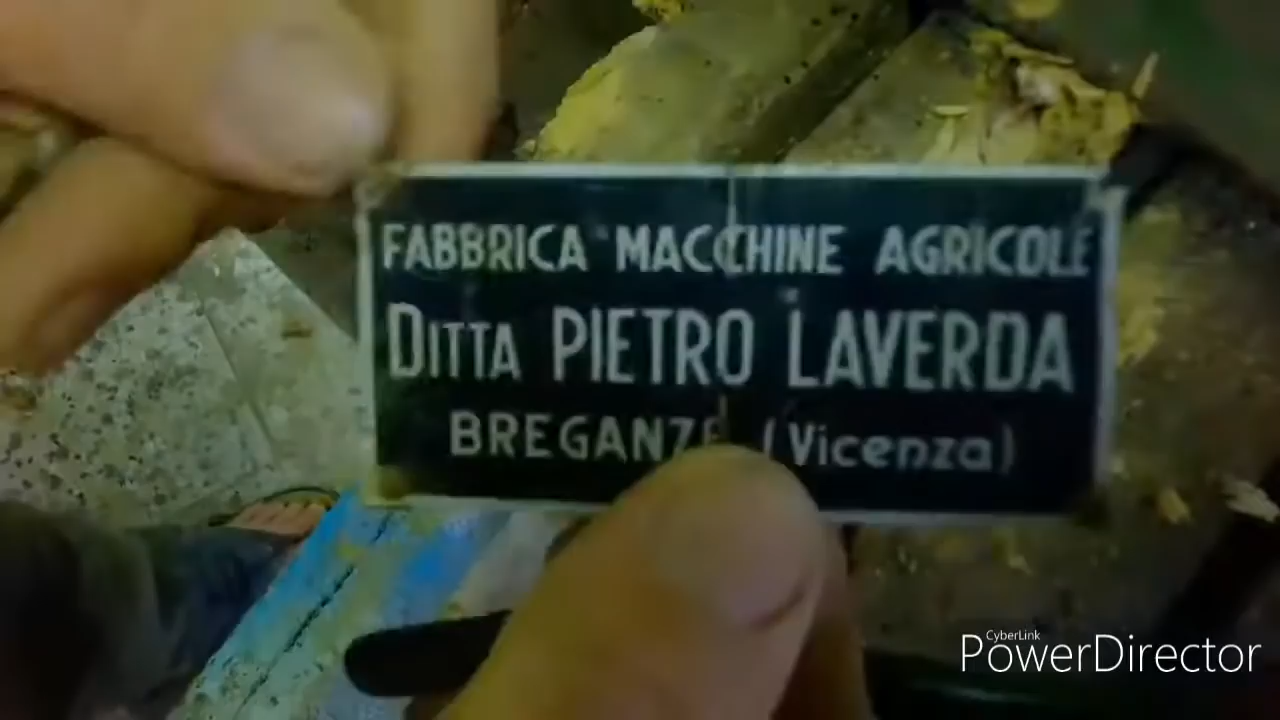 FABBRICA MACCHINE AGRICOLE
DITTA PIETRO LAVERDA
BREGANZE (Vicenza)
CyberLink
PowerDirector